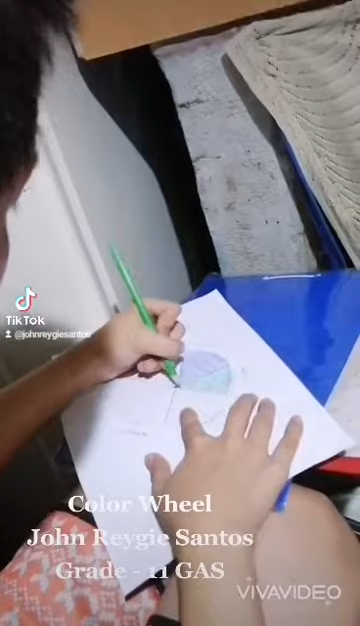 TikTok
@johnreygiesantos
Color Wheel
John Reygie Santos
Grade - 11 GAS
VIVAVIDEO